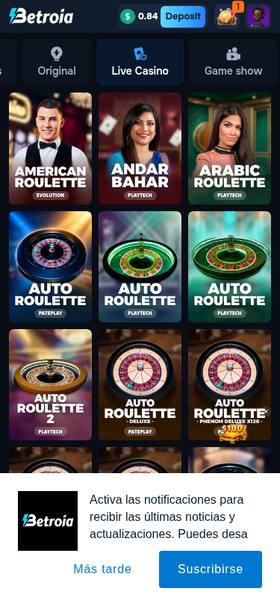 Betroia
$ 0.84 Deposit
1
s Original Live Casino Game show
AMERICAN
ROULETTE
EVOLUTION
ANDAR
BAHAR
PLAYTECH
ARABIC
ROULETTE
PLAYTECH
AUTO
ROULETTE
PATEPLAY
AUTO
ROULETTE
PLAYTECH
AUTO
ROULETTE
PLAYTECH
AUTO
ROULETTE
2
PLAYTECH
AUTO
ROULETTE
- DELUXE -
PATEPLAY
AUTO
ROULETTE
- PHENOM DELUXE X120 -
$100
Betroia
Activa las notificaciones para
recibir las últimas noticias y
actualizaciones. Puedes desa
Más tarde Suscribirse